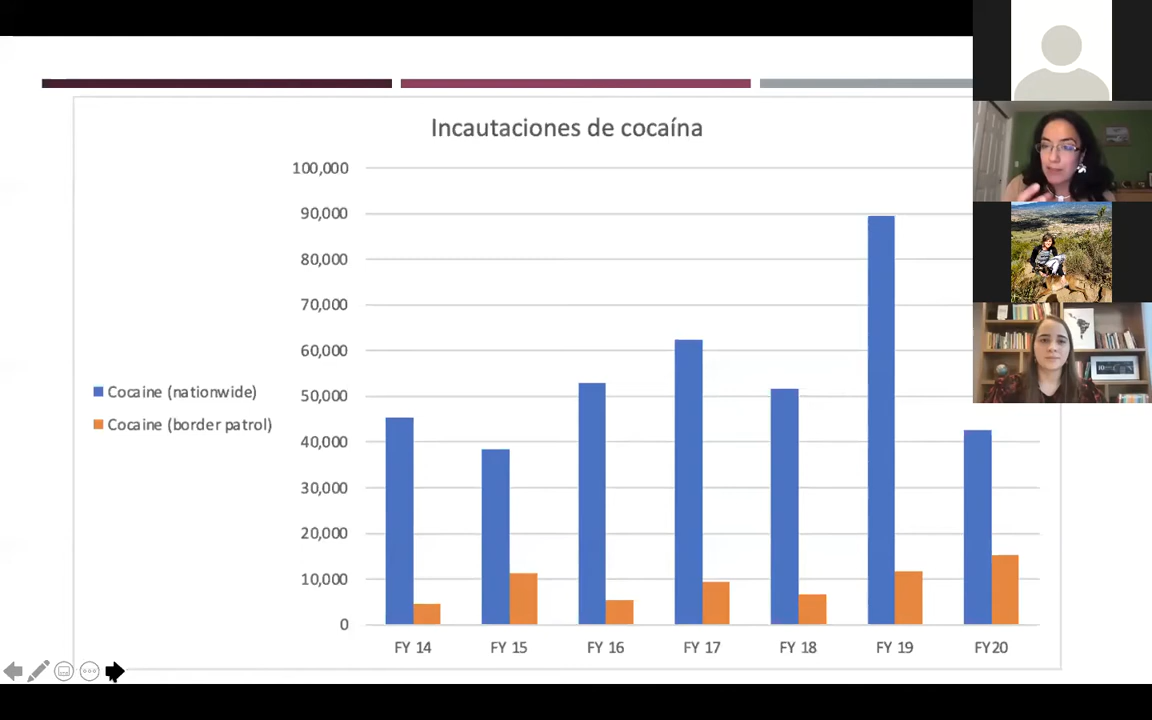 Incautaciones de cocaína
100,000
90,000
80,000
70,000
60,000
50,000
40,000
30,000
20,000
10,000
0
Cocaine (nationwide)
Cocaine (border patrol)
FY 14 FY 15 FY 16 FY 17 FY 18 FY 19 FY20